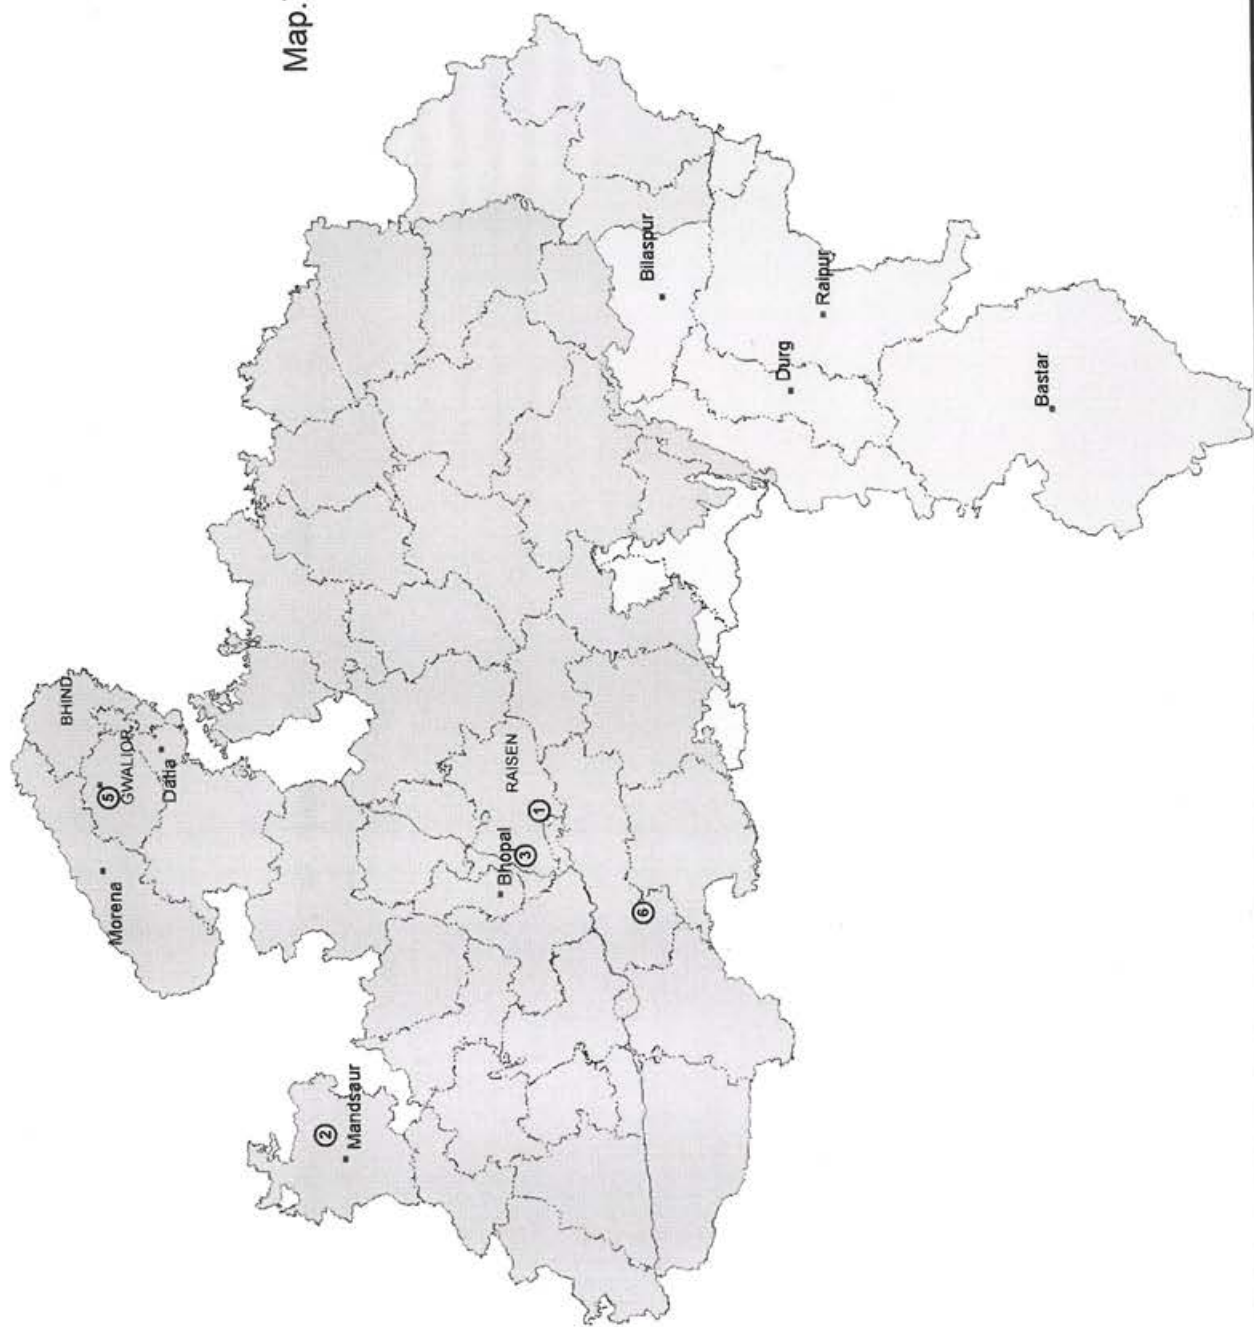 Map.
BHIND
GWALIOR
5
Datia
Morena
RAISEN
1
3
Bhopal
6
2
Mandsaur
Bilaspur
Raipur
Durg
Bastar